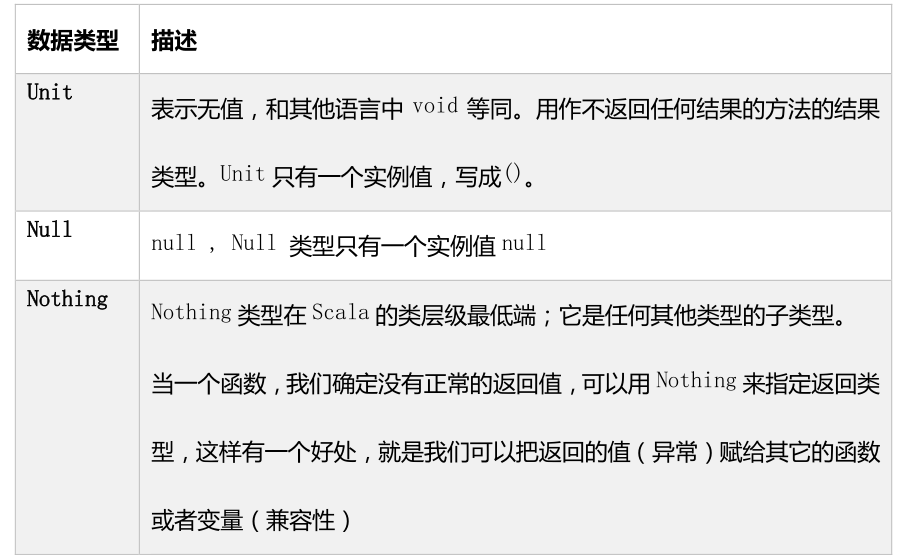 数据类型 描述
Unit
表示无值，和其他语言中 void 等同。用作不返回任何结果的方法的结果
类型。Unit 只有一个实例值，写成()。
Null
null , Null 类型只有一个实例值 null
Nothing
Nothing 类型在 Scala 的类层级最低端；它是任何其他类型的子类型。
当一个函数，我们确定没有正常的返回值，可以用 Nothing 来指定返回类
型，这样有一个好处，就是我们可以把返回的值（异常）赋给其它的函数
或者变量（兼容性）